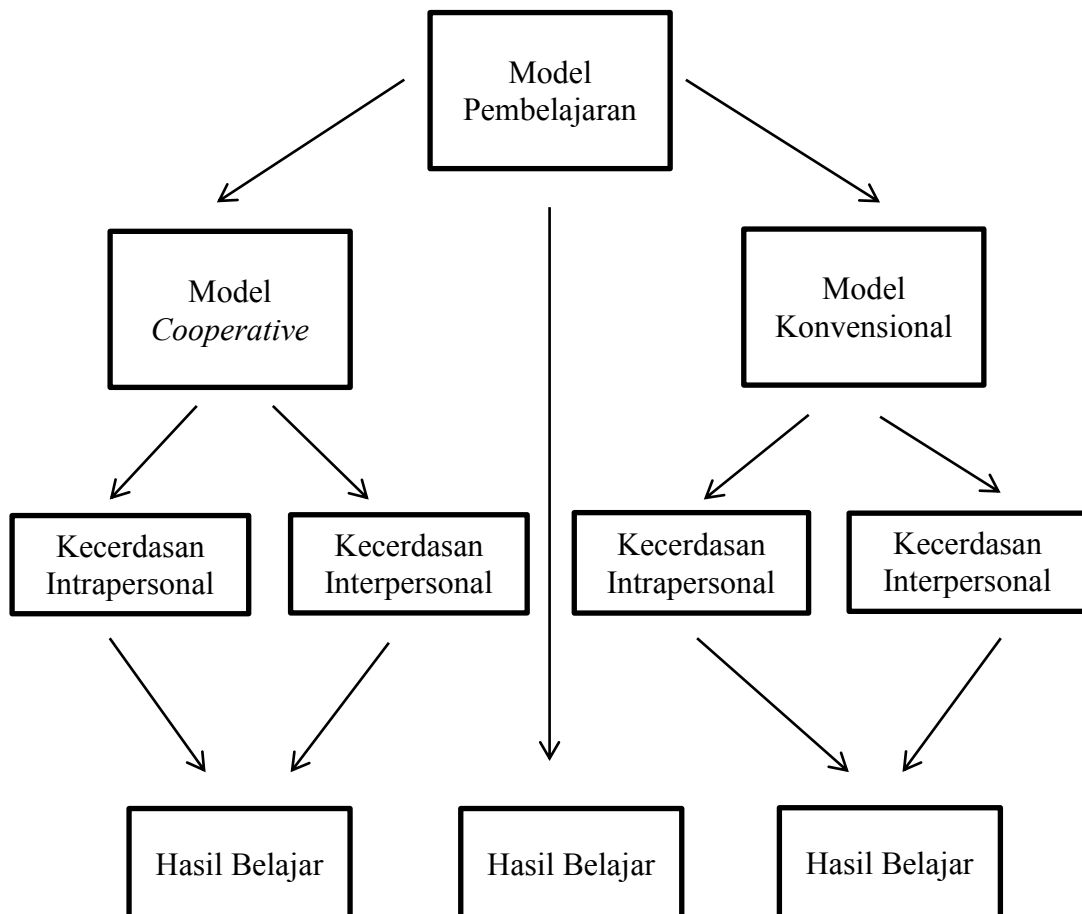 Model
Pembelajaran
Model
Cooperative
Model
Konvensional
Kecerdasan
Intrapersonal
Kecerdasan
Interpersonal
Kecerdasan
Intrapersonal
Kecerdasan
Interpersonal
Hasil Belajar
Hasil Belajar
Hasil Belajar